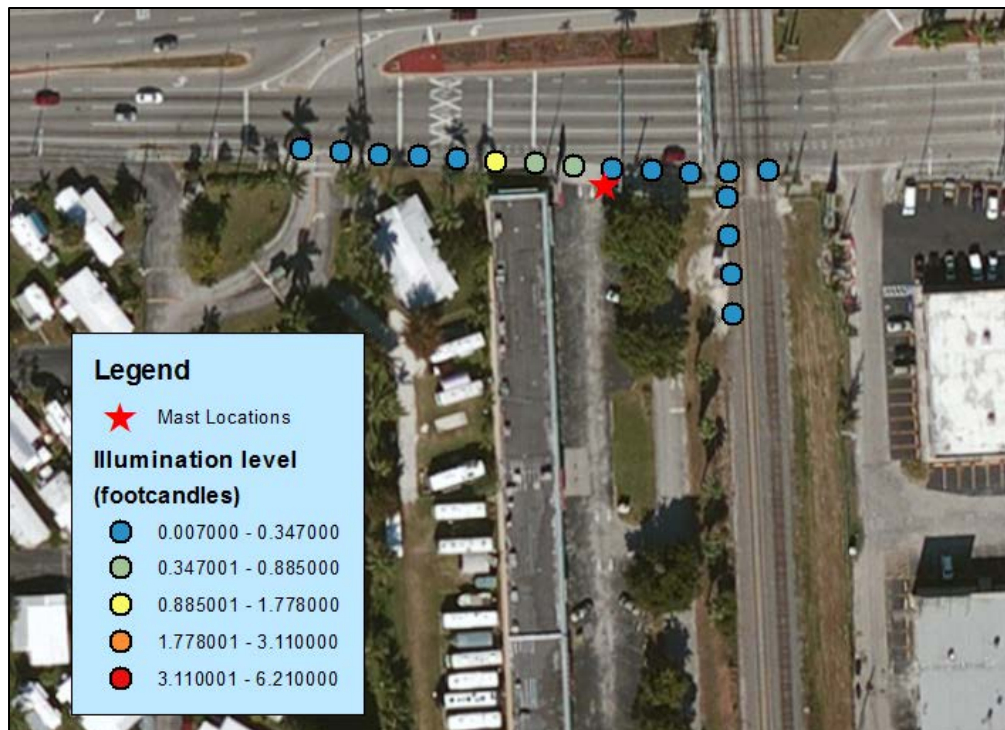 Legend
Mast Locations
Illumination level
(footcandles)
0.007000 - 0.347000
0.347001 - 0.885000
0.885001 - 1.778000
1.778001 - 3.110000
3.110001 - 6.210000